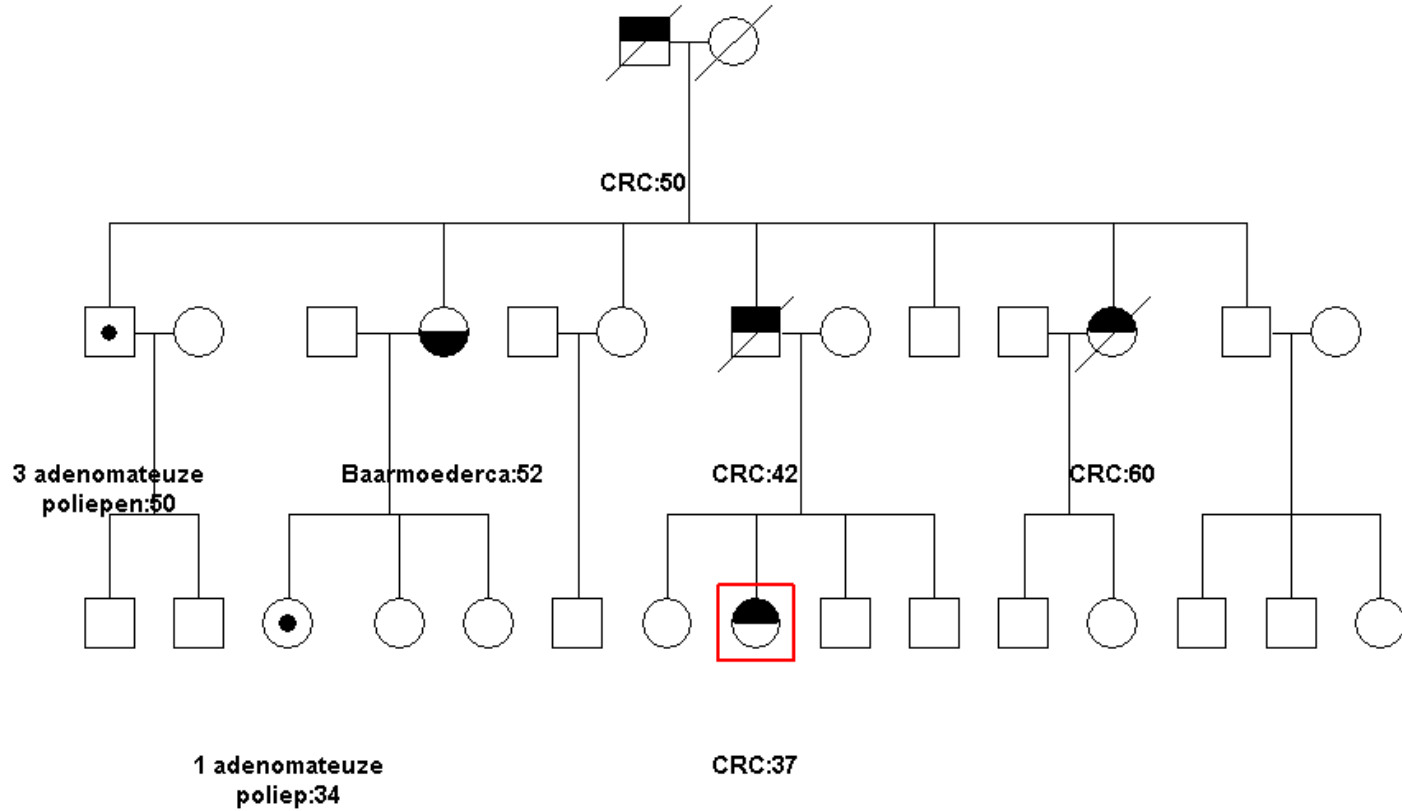 CRC:50
3 adenomateuze
poliepen:50
Baarmoederca:52
CRC:42
CRC:60
1 adenomateuze
poliep:34
CRC:37